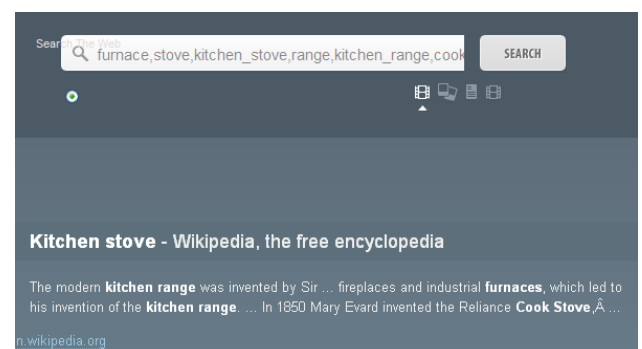 Search The Web
furnace,stove,kitchen_stove,range,kitchen_range,cook
SEARCH
Kitchen stove - Wikipedia, the free encyclopedia
The modern kitchen range was invented by Sir ... fireplaces and industrial furnaces, which led to
his invention of the kitchen range. ... In 1850 Mary Evard invented the Reliance Cook Stove,Â ...
n.wikipedia.org